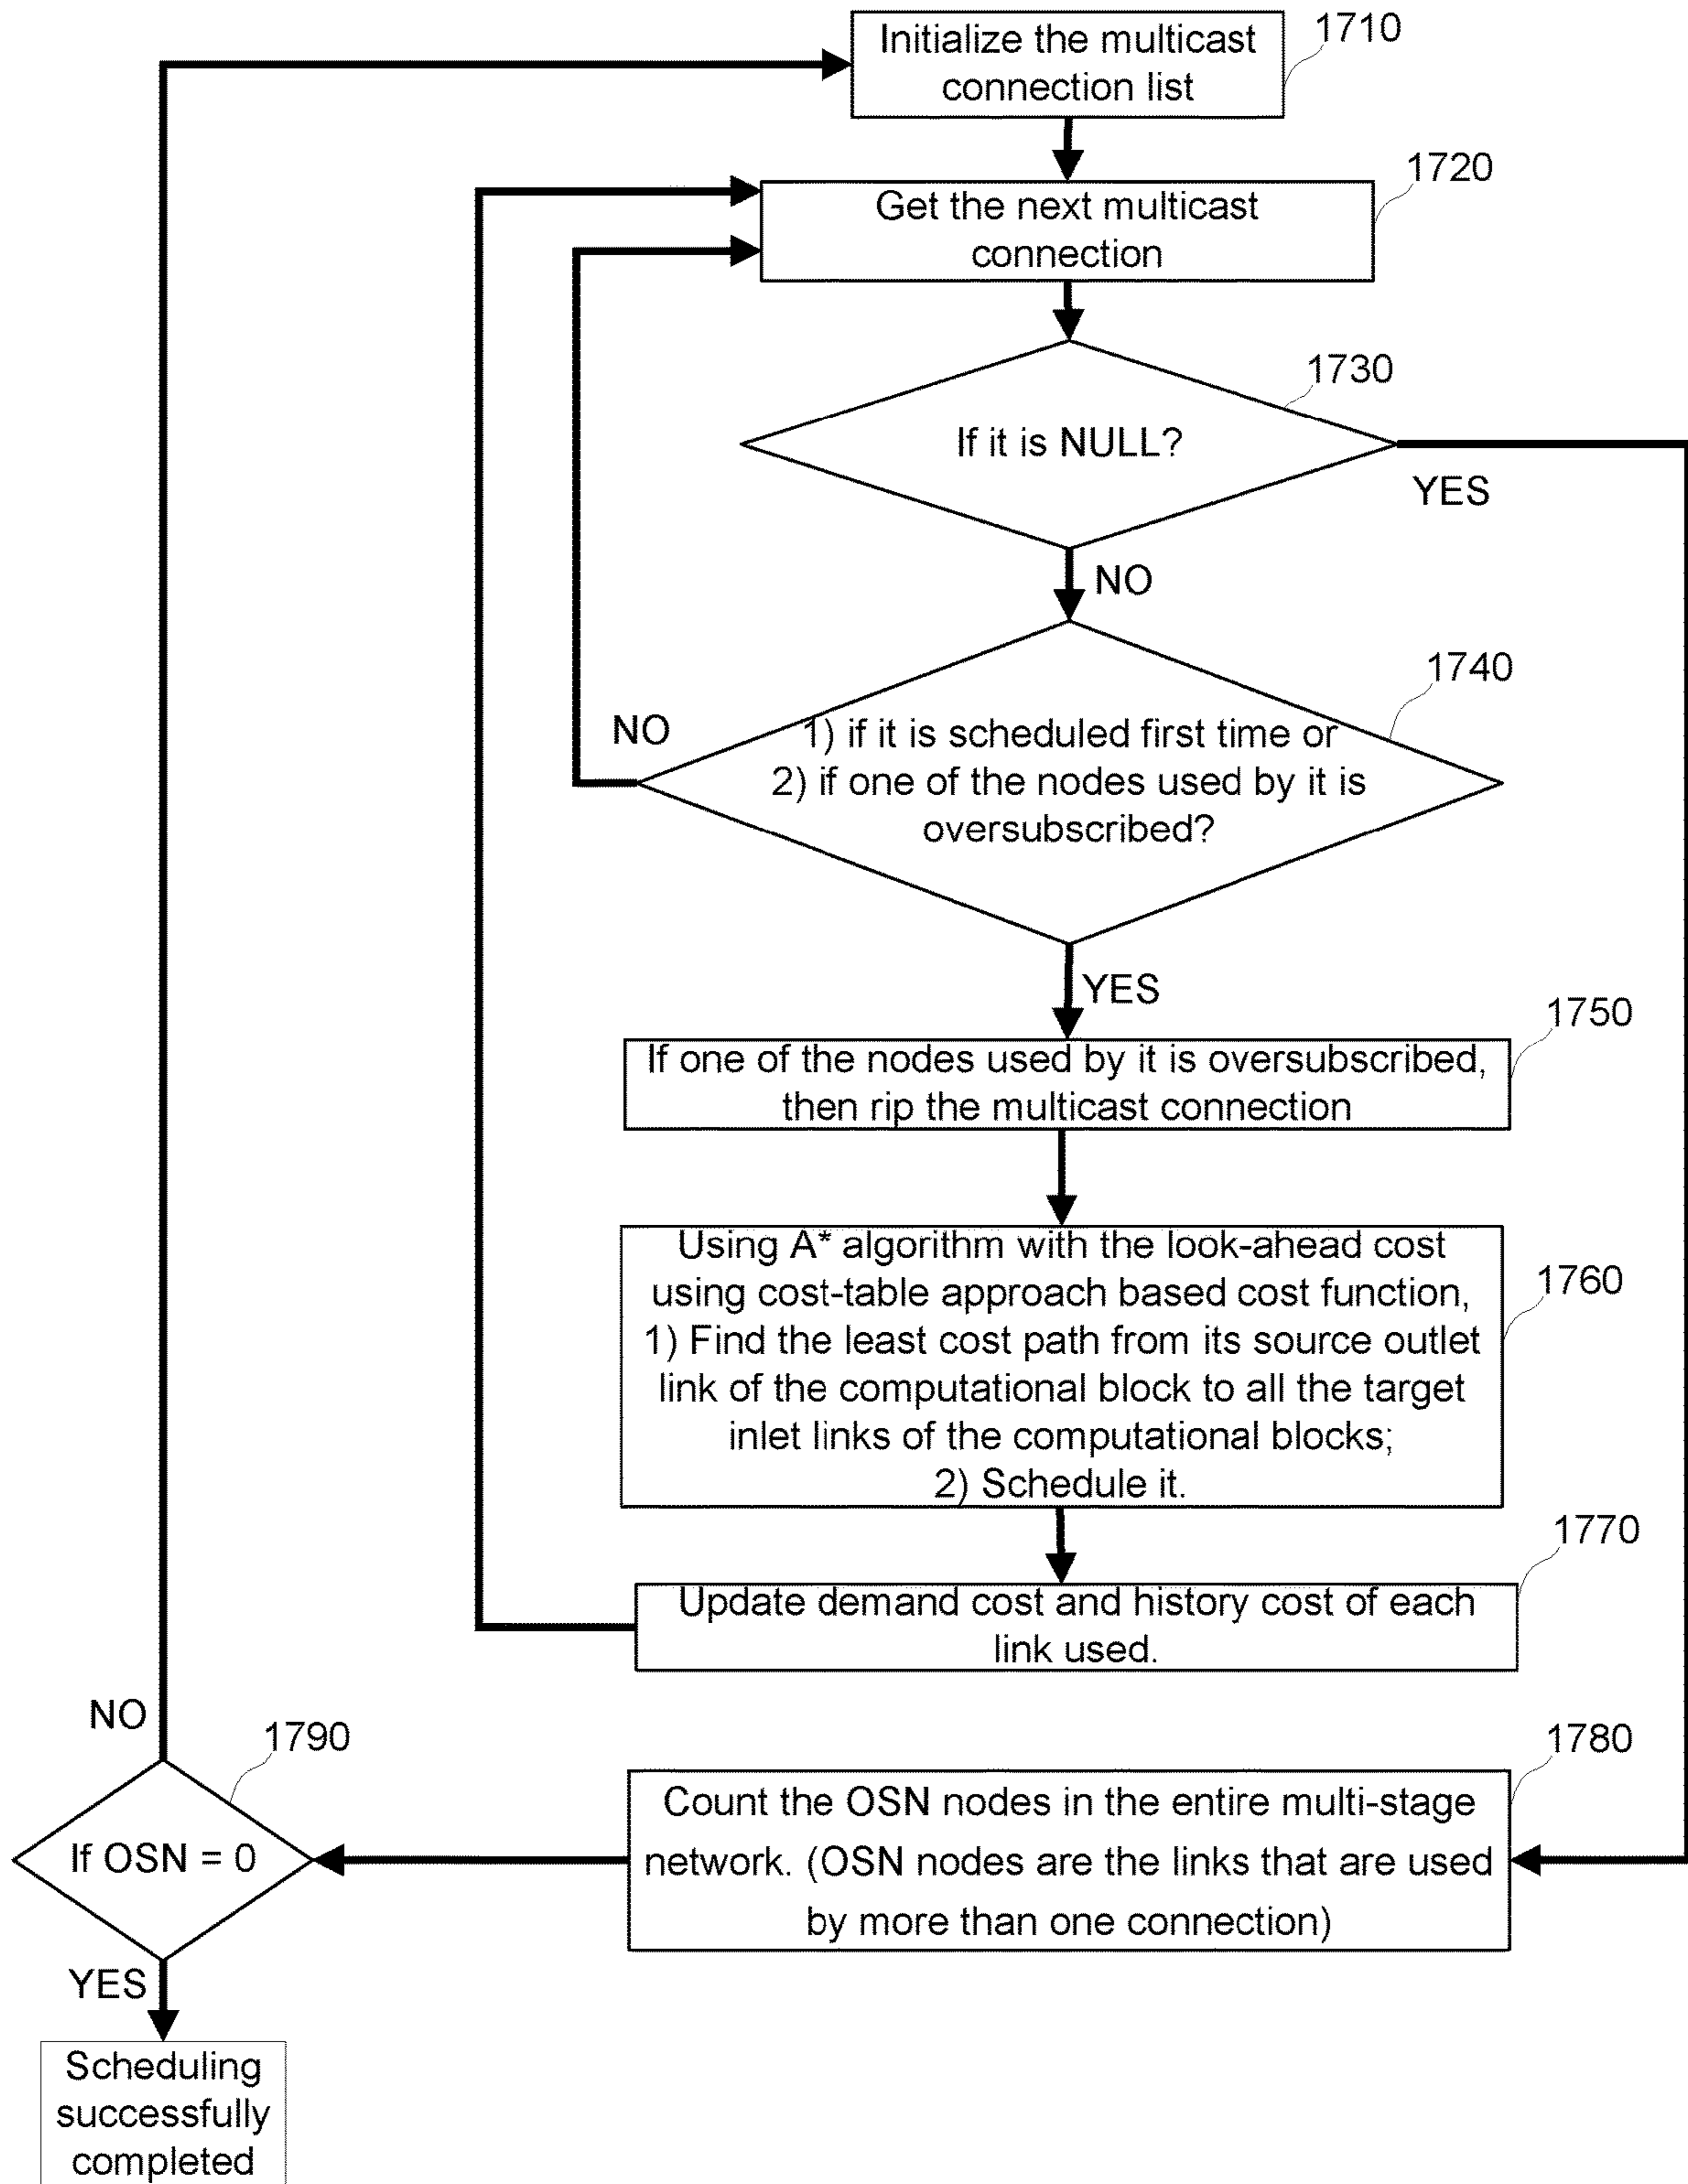 Initialize the multicast
connection list
1710
Get the next multicast
connection
1720
If it is NULL?
1730
YES
NO
1) if it is scheduled first time or
2) if one of the nodes used by it is
oversubscribed?
1740
NO
YES
If one of the nodes used by it is oversubscribed,
then rip the multicast connection
1750
Using A* algorithm with the look-ahead cost
using cost-table approach based cost function,
1) Find the least cost path from its source outlet
link of the computational block to all the target
inlet links of the computational blocks;
2) Schedule it.
1760
Update demand cost and history cost of each
link used.
1770
Count the OSN nodes in the entire multi-stage
network. (OSN nodes are the links that are used
by more than one connection)
1780
If OSN = 0
1790
NO
YES
Scheduling
successfully
completed